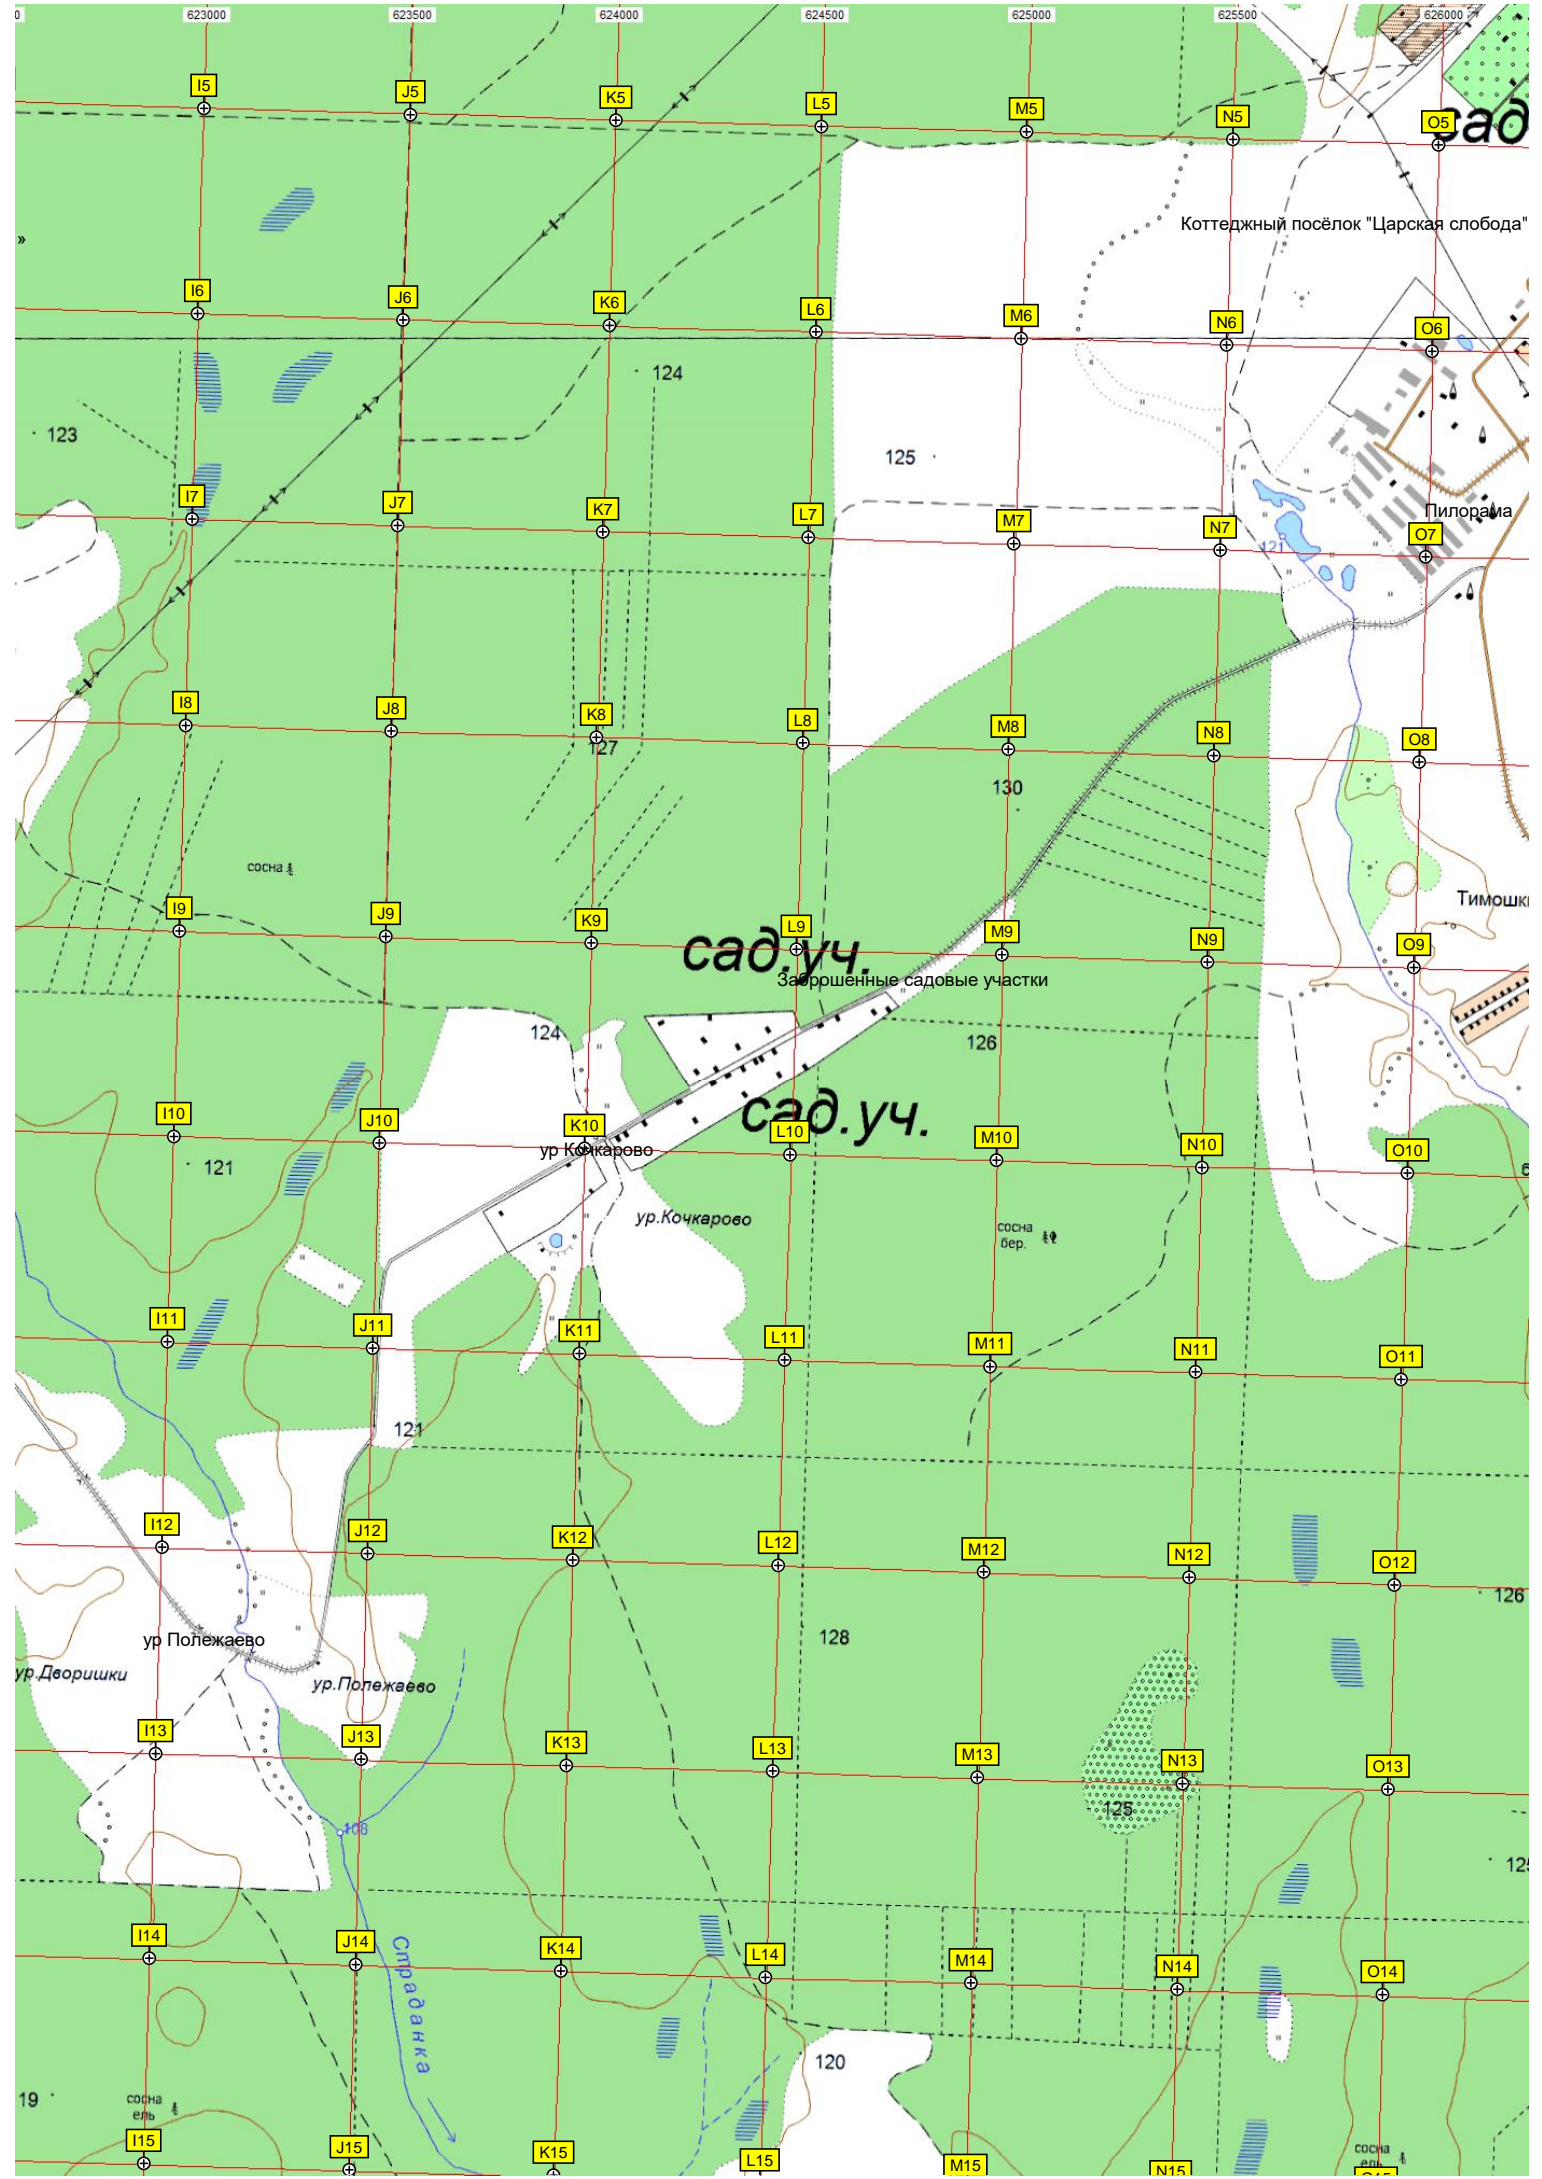 0 623000 623500 624000 624500 625000 625500 626000
I5 J5 K5 L5 M5 N5 O5
сад
Коттеджный посёлок "Царская слобода"
»
I6 J6 K6 L6 M6 N6 O6
124
123
125
I7 J7 K7 L7 M7 N7 O7
Пилорама
121
I8 J8 K8 L8 M8 N8 O8
127
130
сосна
Тимошк
I9 J9 K9 L9 M9 N9 O9
сад.уч.
Заброшенные садовые участки
124
126
сад.уч.
I10 J10 K10 L10 M10 N10 O10
ур Кочкарово
121
ур.Кочкарово
сосна
бер.
I11 J11 K11 L11 M11 N11 O11
121
I12 J12 K12 L12 M12 N12 O12
126
128
ур Полежаево
ур.Дворишки
ур.Полежаево
I13 J13 K13 L13 M13 N13 O13
125
108
125
I14 J14 K14 L14 M14 N14 O14
Страданка
120
19
сосна
ель
сосна
ель
I15 J15 K15 L15 M15 N15 O15